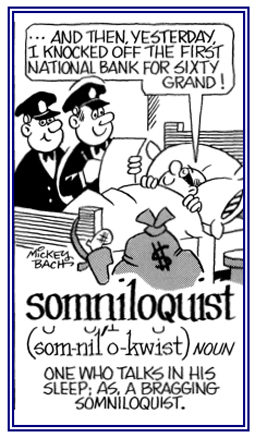 ... AND THEN, YESTERDAY,
I KNOCKED OFF THE FIRST
NATIONAL BANK FOR SIXTY
GRAND!
MICKEY
BACH
$
somniloquist
(som-nil′o-kwist) NOUN
ONE WHO TALKS IN HIS
SLEEP; AS, A BRAGGING
SOMNILOQUIST.